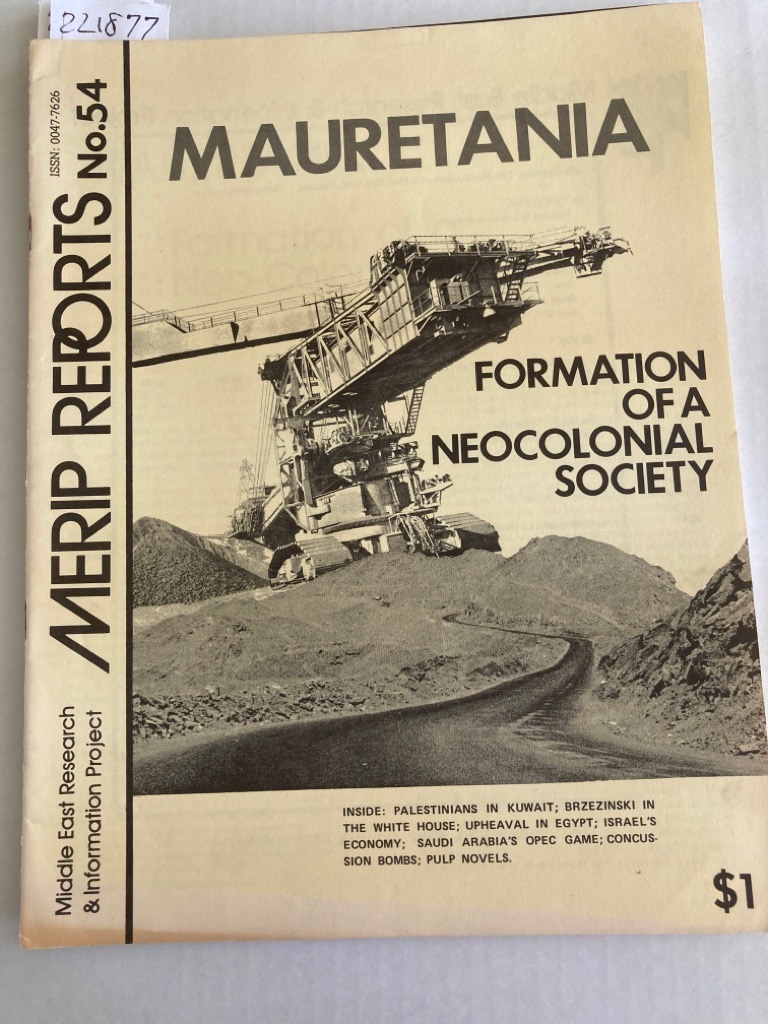 221877
ISSN: 0047-7626
MERIP REPORTS No.54
Middle East Research
& Information Project
MAURETANIA
FORMATION
OF A
NEOCOLONIAL
SOCIETY
INSIDE: PALESTINIANS IN KUWAIT; BRZEZINSKI IN
THE WHITE HOUSE; UPHEAVAL IN EGYPT; ISRAEL'S
ECONOMY; SAUDI ARABIA'S OPEC GAME; CONCUS-
SION BOMBS; PULP NOVELS.
$1